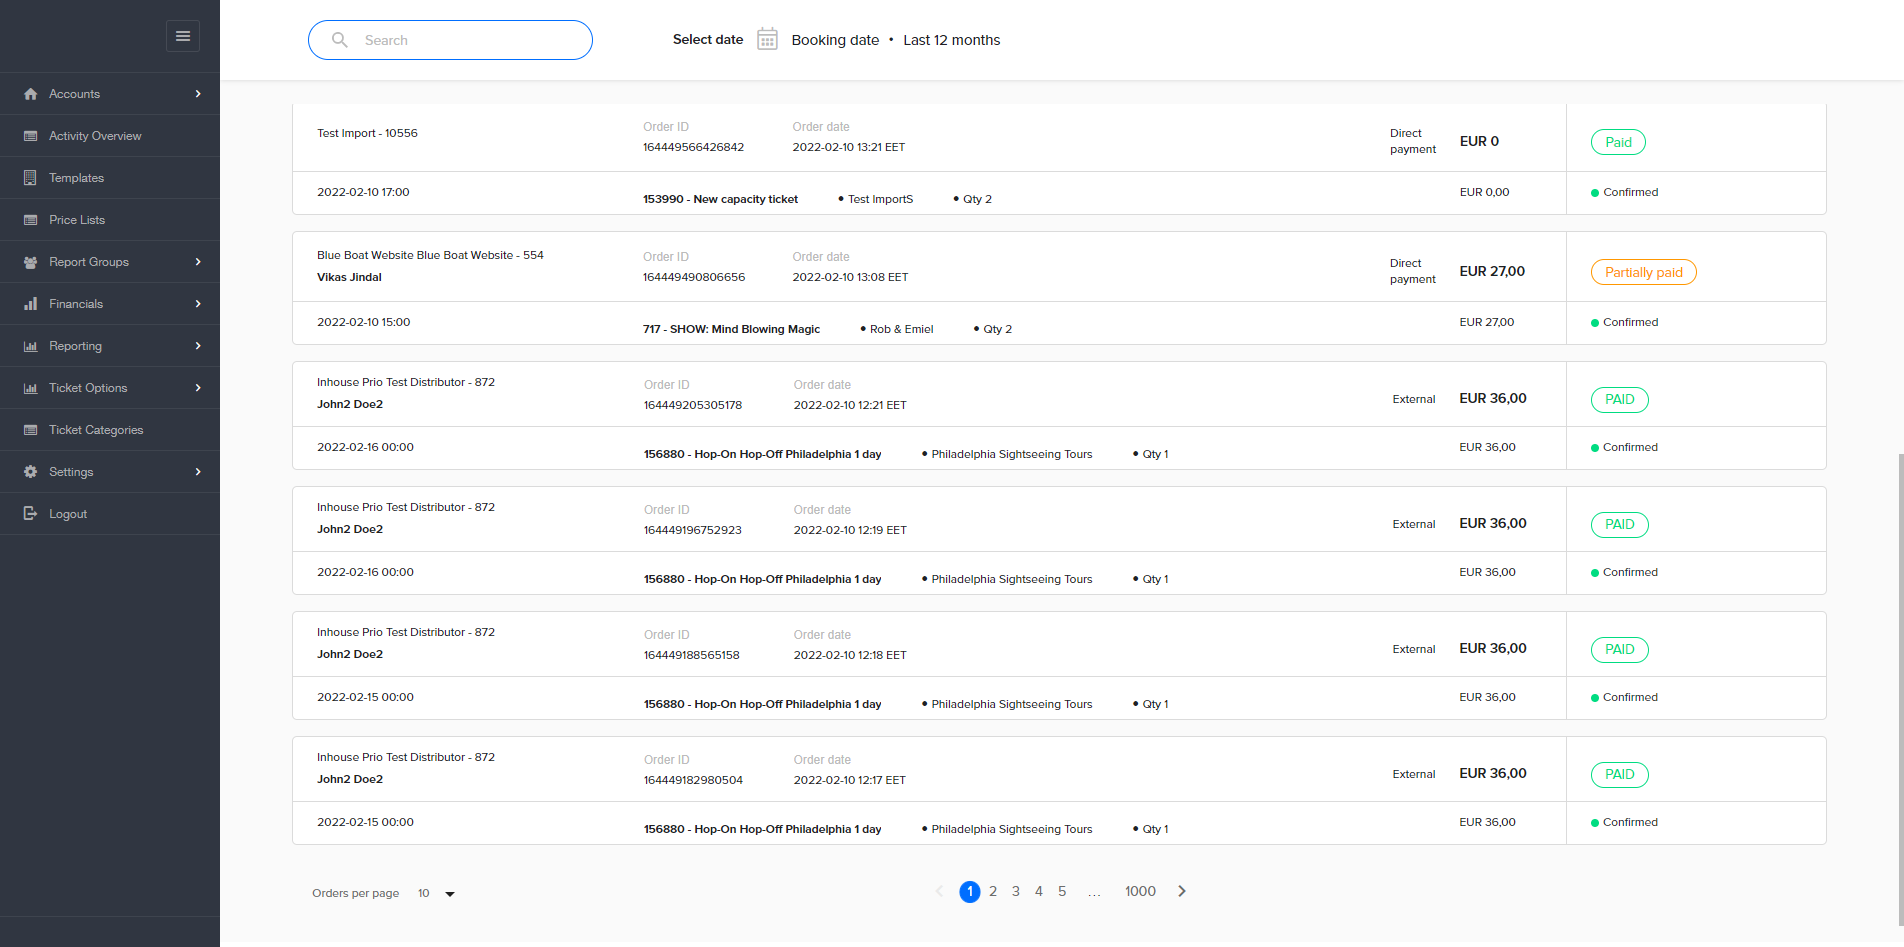 Search
Select date Booking date • Last 12 months
Accounts
Activity Overview
Templates
Price Lists
Report Groups
Financials
Reporting
Ticket Options
Ticket Categories
Settings
Logout
Test Import - 10556
Order ID
164449566426842
Order date
2022-02-10 13:21 EET
Direct
payment
EUR 0
Paid
2022-02-10 17:00
153990 - New capacity ticket • Test ImportS • Qty 2
EUR 0,00
Confirmed
Blue Boat Website Blue Boat Website - 554
Vikas Jindal
Order ID
164449490806656
Order date
2022-02-10 13:08 EET
Direct
payment
EUR 27,00
Partially paid
2022-02-10 15:00
717 - SHOW: Mind Blowing Magic • Rob & Emiel • Qty 2
EUR 27,00
Confirmed
Inhouse Prio Test Distributor - 872
John2 Doe2
Order ID
164449205305178
Order date
2022-02-10 12:21 EET
External
EUR 36,00
PAID
2022-02-16 00:00
156880 - Hop-On Hop-Off Philadelphia 1 day • Philadelphia Sightseeing Tours • Qty 1
EUR 36,00
Confirmed
Inhouse Prio Test Distributor - 872
John2 Doe2
Order ID
164449196752923
Order date
2022-02-10 12:19 EET
External
EUR 36,00
PAID
2022-02-16 00:00
156880 - Hop-On Hop-Off Philadelphia 1 day • Philadelphia Sightseeing Tours • Qty 1
EUR 36,00
Confirmed
Inhouse Prio Test Distributor - 872
John2 Doe2
Order ID
164449188565158
Order date
2022-02-10 12:18 EET
External
EUR 36,00
PAID
2022-02-15 00:00
156880 - Hop-On Hop-Off Philadelphia 1 day • Philadelphia Sightseeing Tours • Qty 1
EUR 36,00
Confirmed
Inhouse Prio Test Distributor - 872
John2 Doe2
Order ID
164449182980504
Order date
2022-02-10 12:17 EET
External
EUR 36,00
PAID
2022-02-15 00:00
156880 - Hop-On Hop-Off Philadelphia 1 day • Philadelphia Sightseeing Tours • Qty 1
EUR 36,00
Confirmed
Orders per page 10
1 2 3 4 5 ... 1000